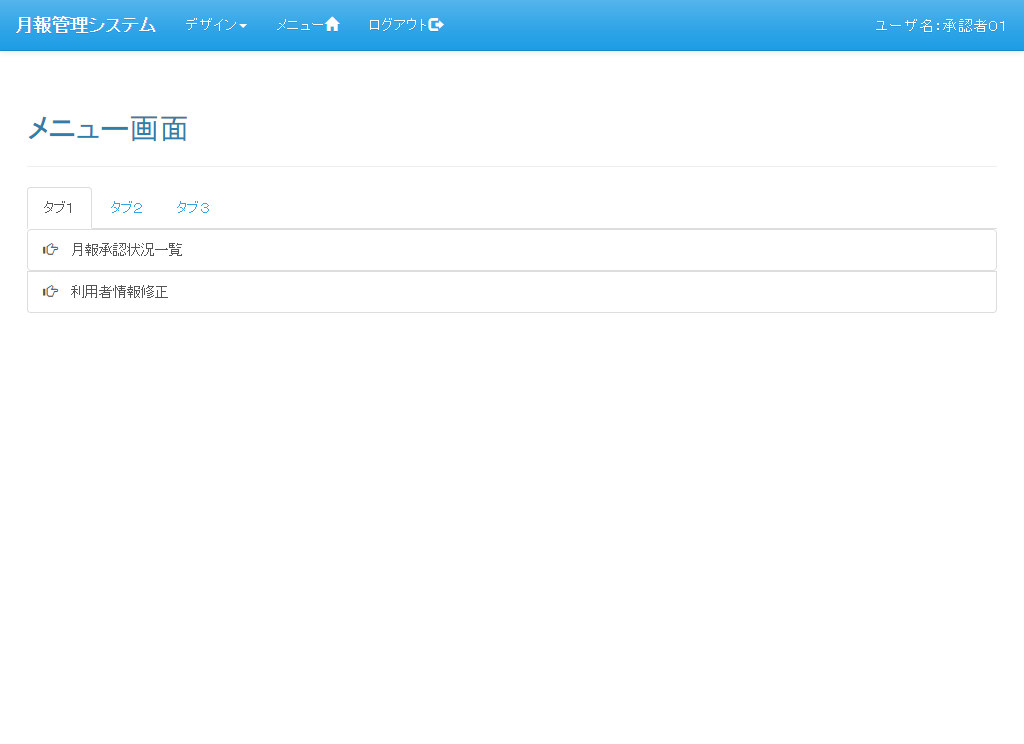 月報管理システム デザイン メニュー ログアウト ユーザ名：承認者01
メニュー画面
タブ1 タブ2 タブ3
月報承認状況一覧
利用者情報修正